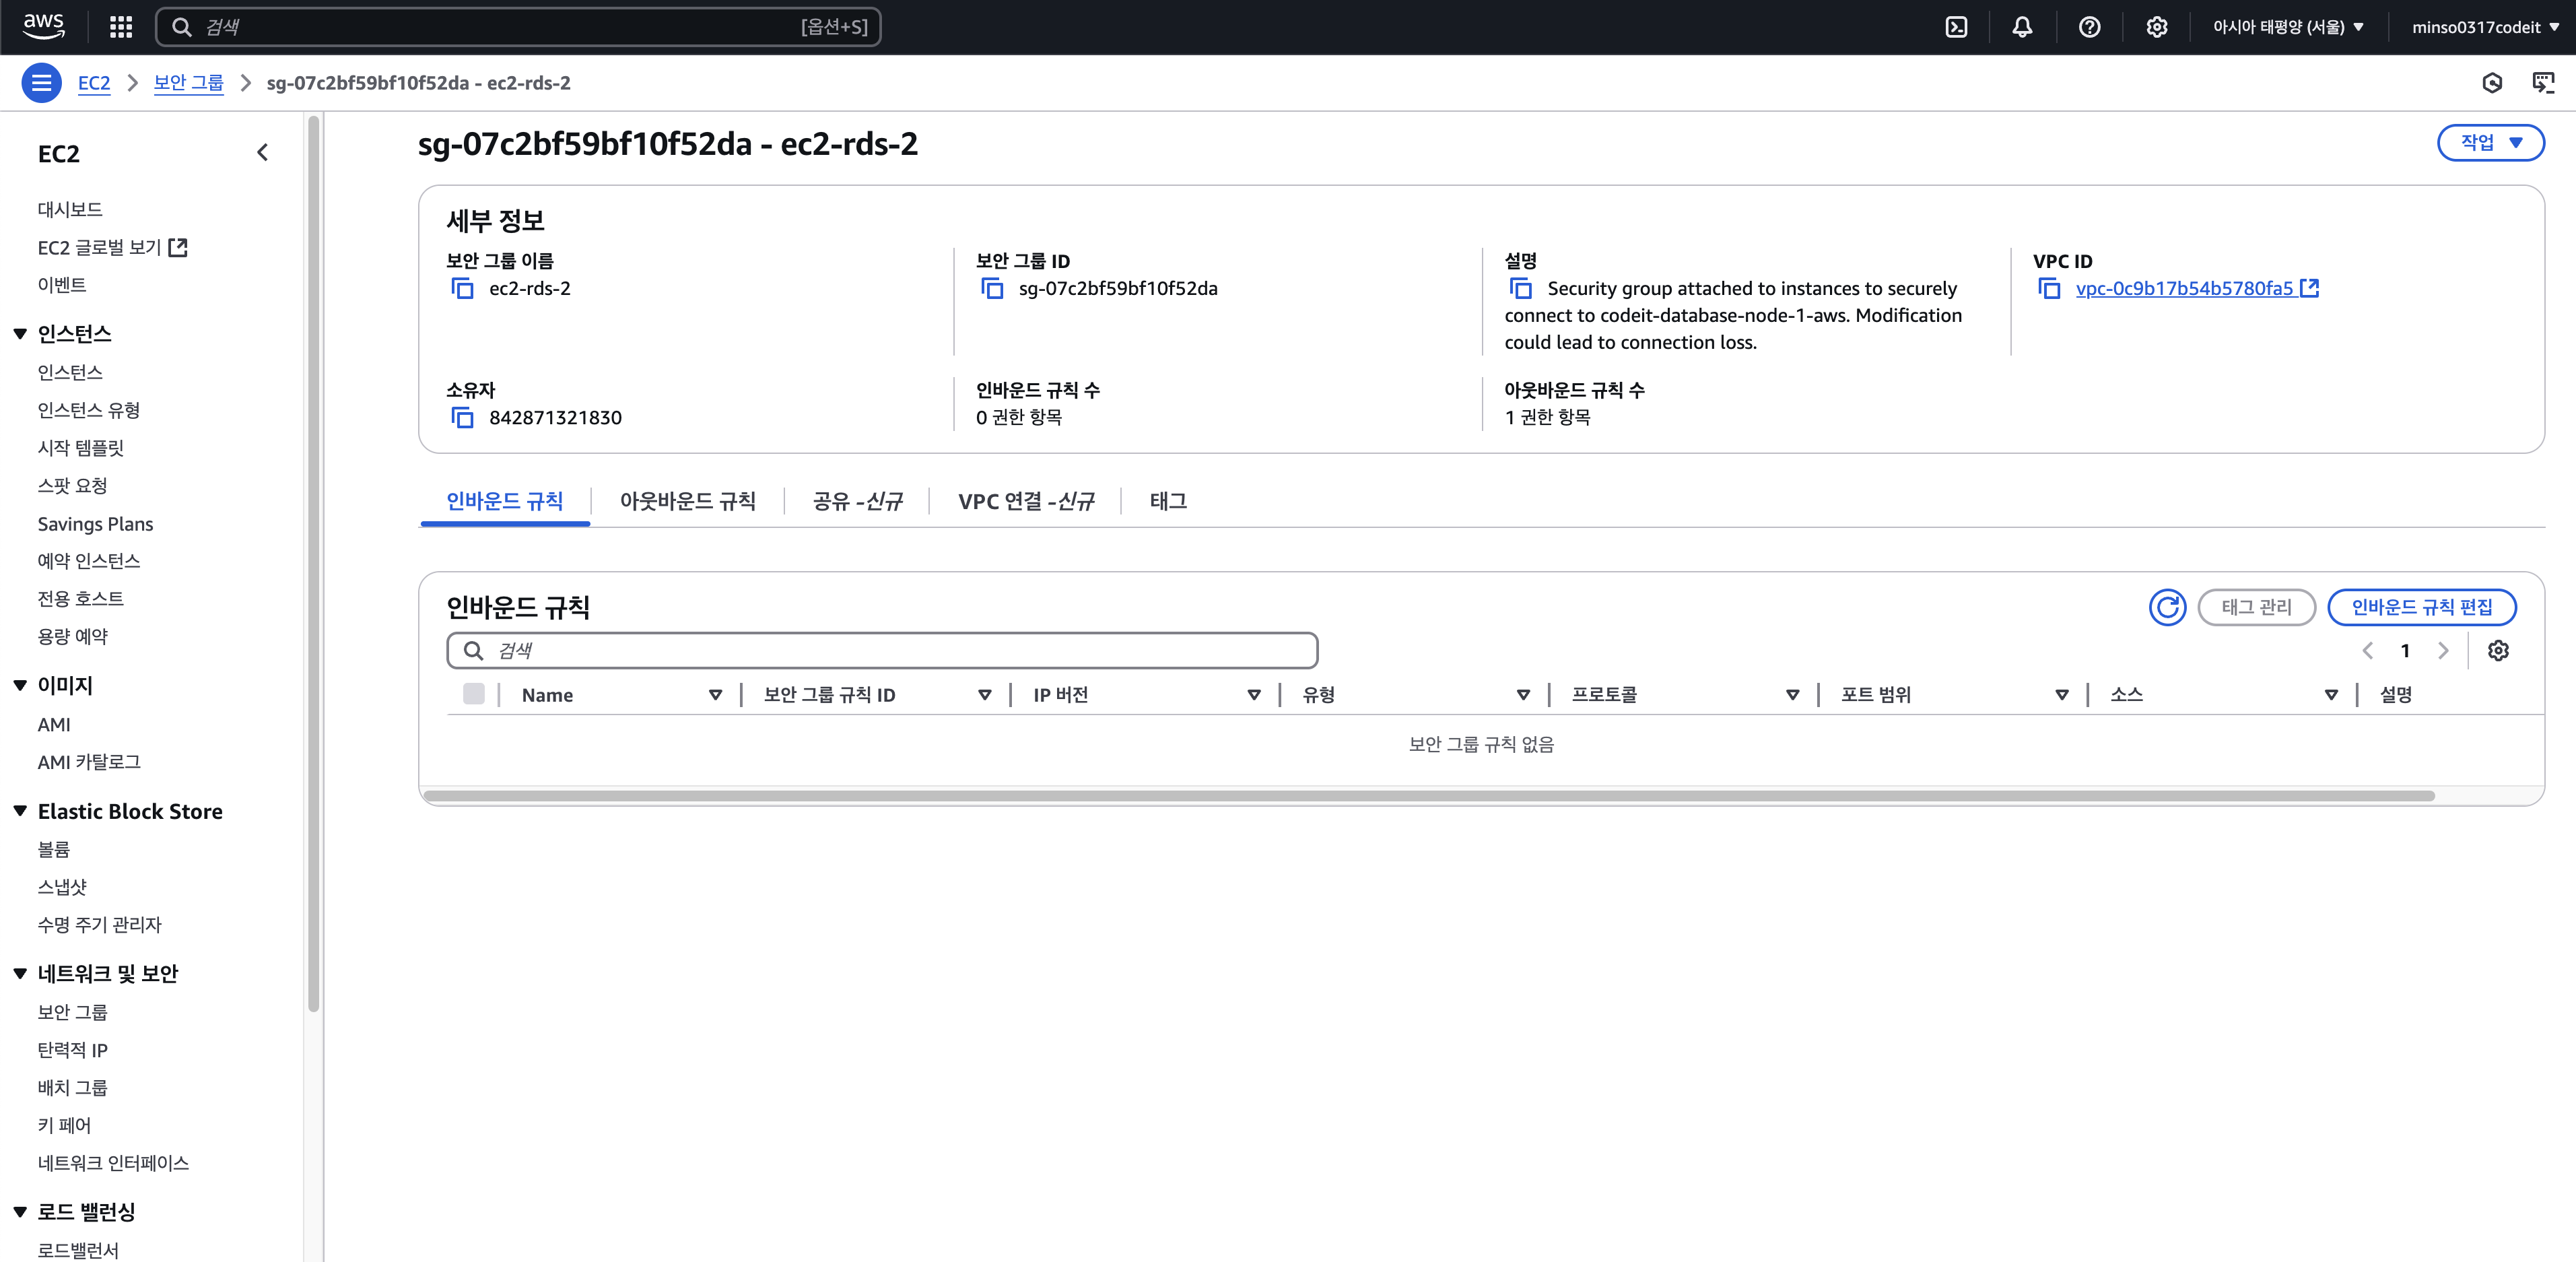 aws
검색
[옵션+S]
아시아 태평양 (서울)
minso0317codeit
EC2
보안 그룹
sg-07c2bf59bf10f52da - ec2-rds-2
EC2
대시보드
EC2 글로벌 보기
이벤트
인스턴스
인스턴스
인스턴스 유형
시작 템플릿
스팟 요청
Savings Plans
예약 인스턴스
전용 호스트
용량 예약
이미지
AMI
AMI 카탈로그
Elastic Block Store
볼륨
스냅샷
수명 주기 관리자
네트워크 및 보안
보안 그룹
탄력적 IP
배치 그룹
키 페어
네트워크 인터페이스
로드 밸런싱
로드밸런서
sg-07c2bf59bf10f52da - ec2-rds-2
작업
세부 정보
보안 그룹 이름
ec2-rds-2
보안 그룹 ID
sg-07c2bf59bf10f52da
설명
Security group attached to instances to securely
connect to codeit-database-node-1-aws. Modification
could lead to connection loss.
VPC ID
vpc-0c9b17b54b5780fa5
소유자
842871321830
인바운드 규칙 수
0 권한 항목
아웃바운드 규칙 수
1 권한 항목
인바운드 규칙
아웃바운드 규칙
공유 -신규
VPC 연결 -신규
태그
인바운드 규칙
태그 관리
인바운드 규칙 편집
검색
1
Name
보안 그룹 규칙 ID
IP 버전
유형
프로토콜
포트 범위
소스
설명
보안 그룹 규칙 없음